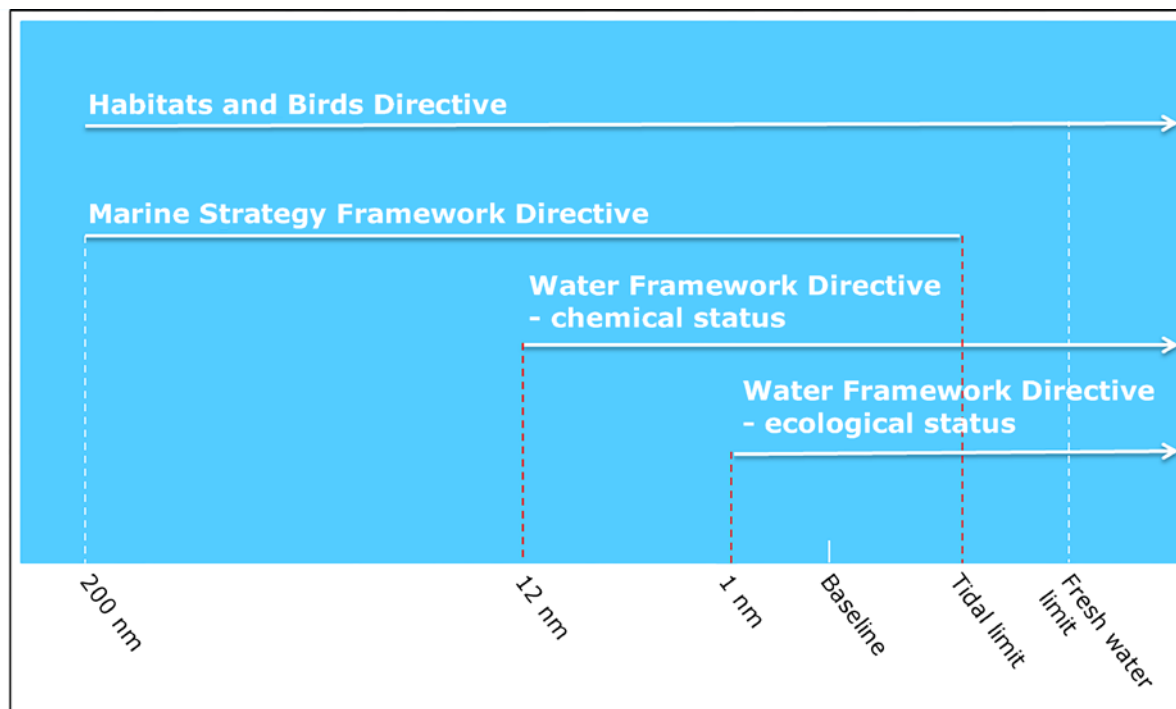 Habitats and Birds Directive
Marine Strategy Framework Directive
Water Framework Directive
- chemical status
Water Framework Directive
- ecological status
200 nm
12 nm
1 nm
Baseline
Tidal limit
Fresh water
limit